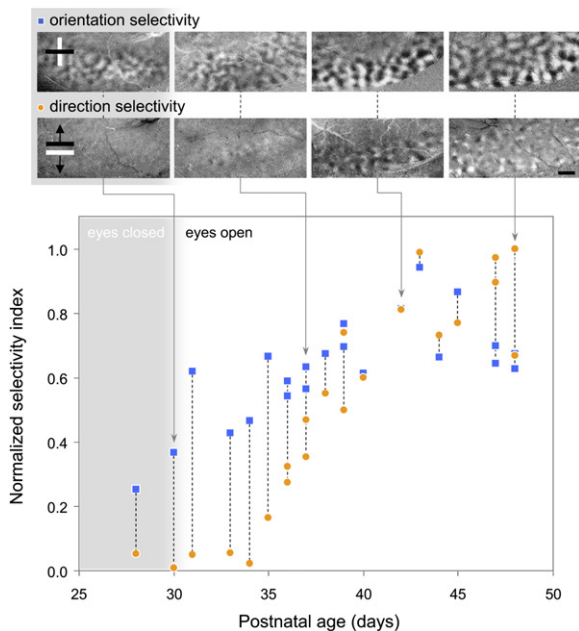 orientation selectivity
direction selectivity
eyes closed
eyes open
Normalized selectivity index
1.0
0.8
0.6
0.4
0.2
0.0
25
30
35
40
45
50
Postnatal age (days)